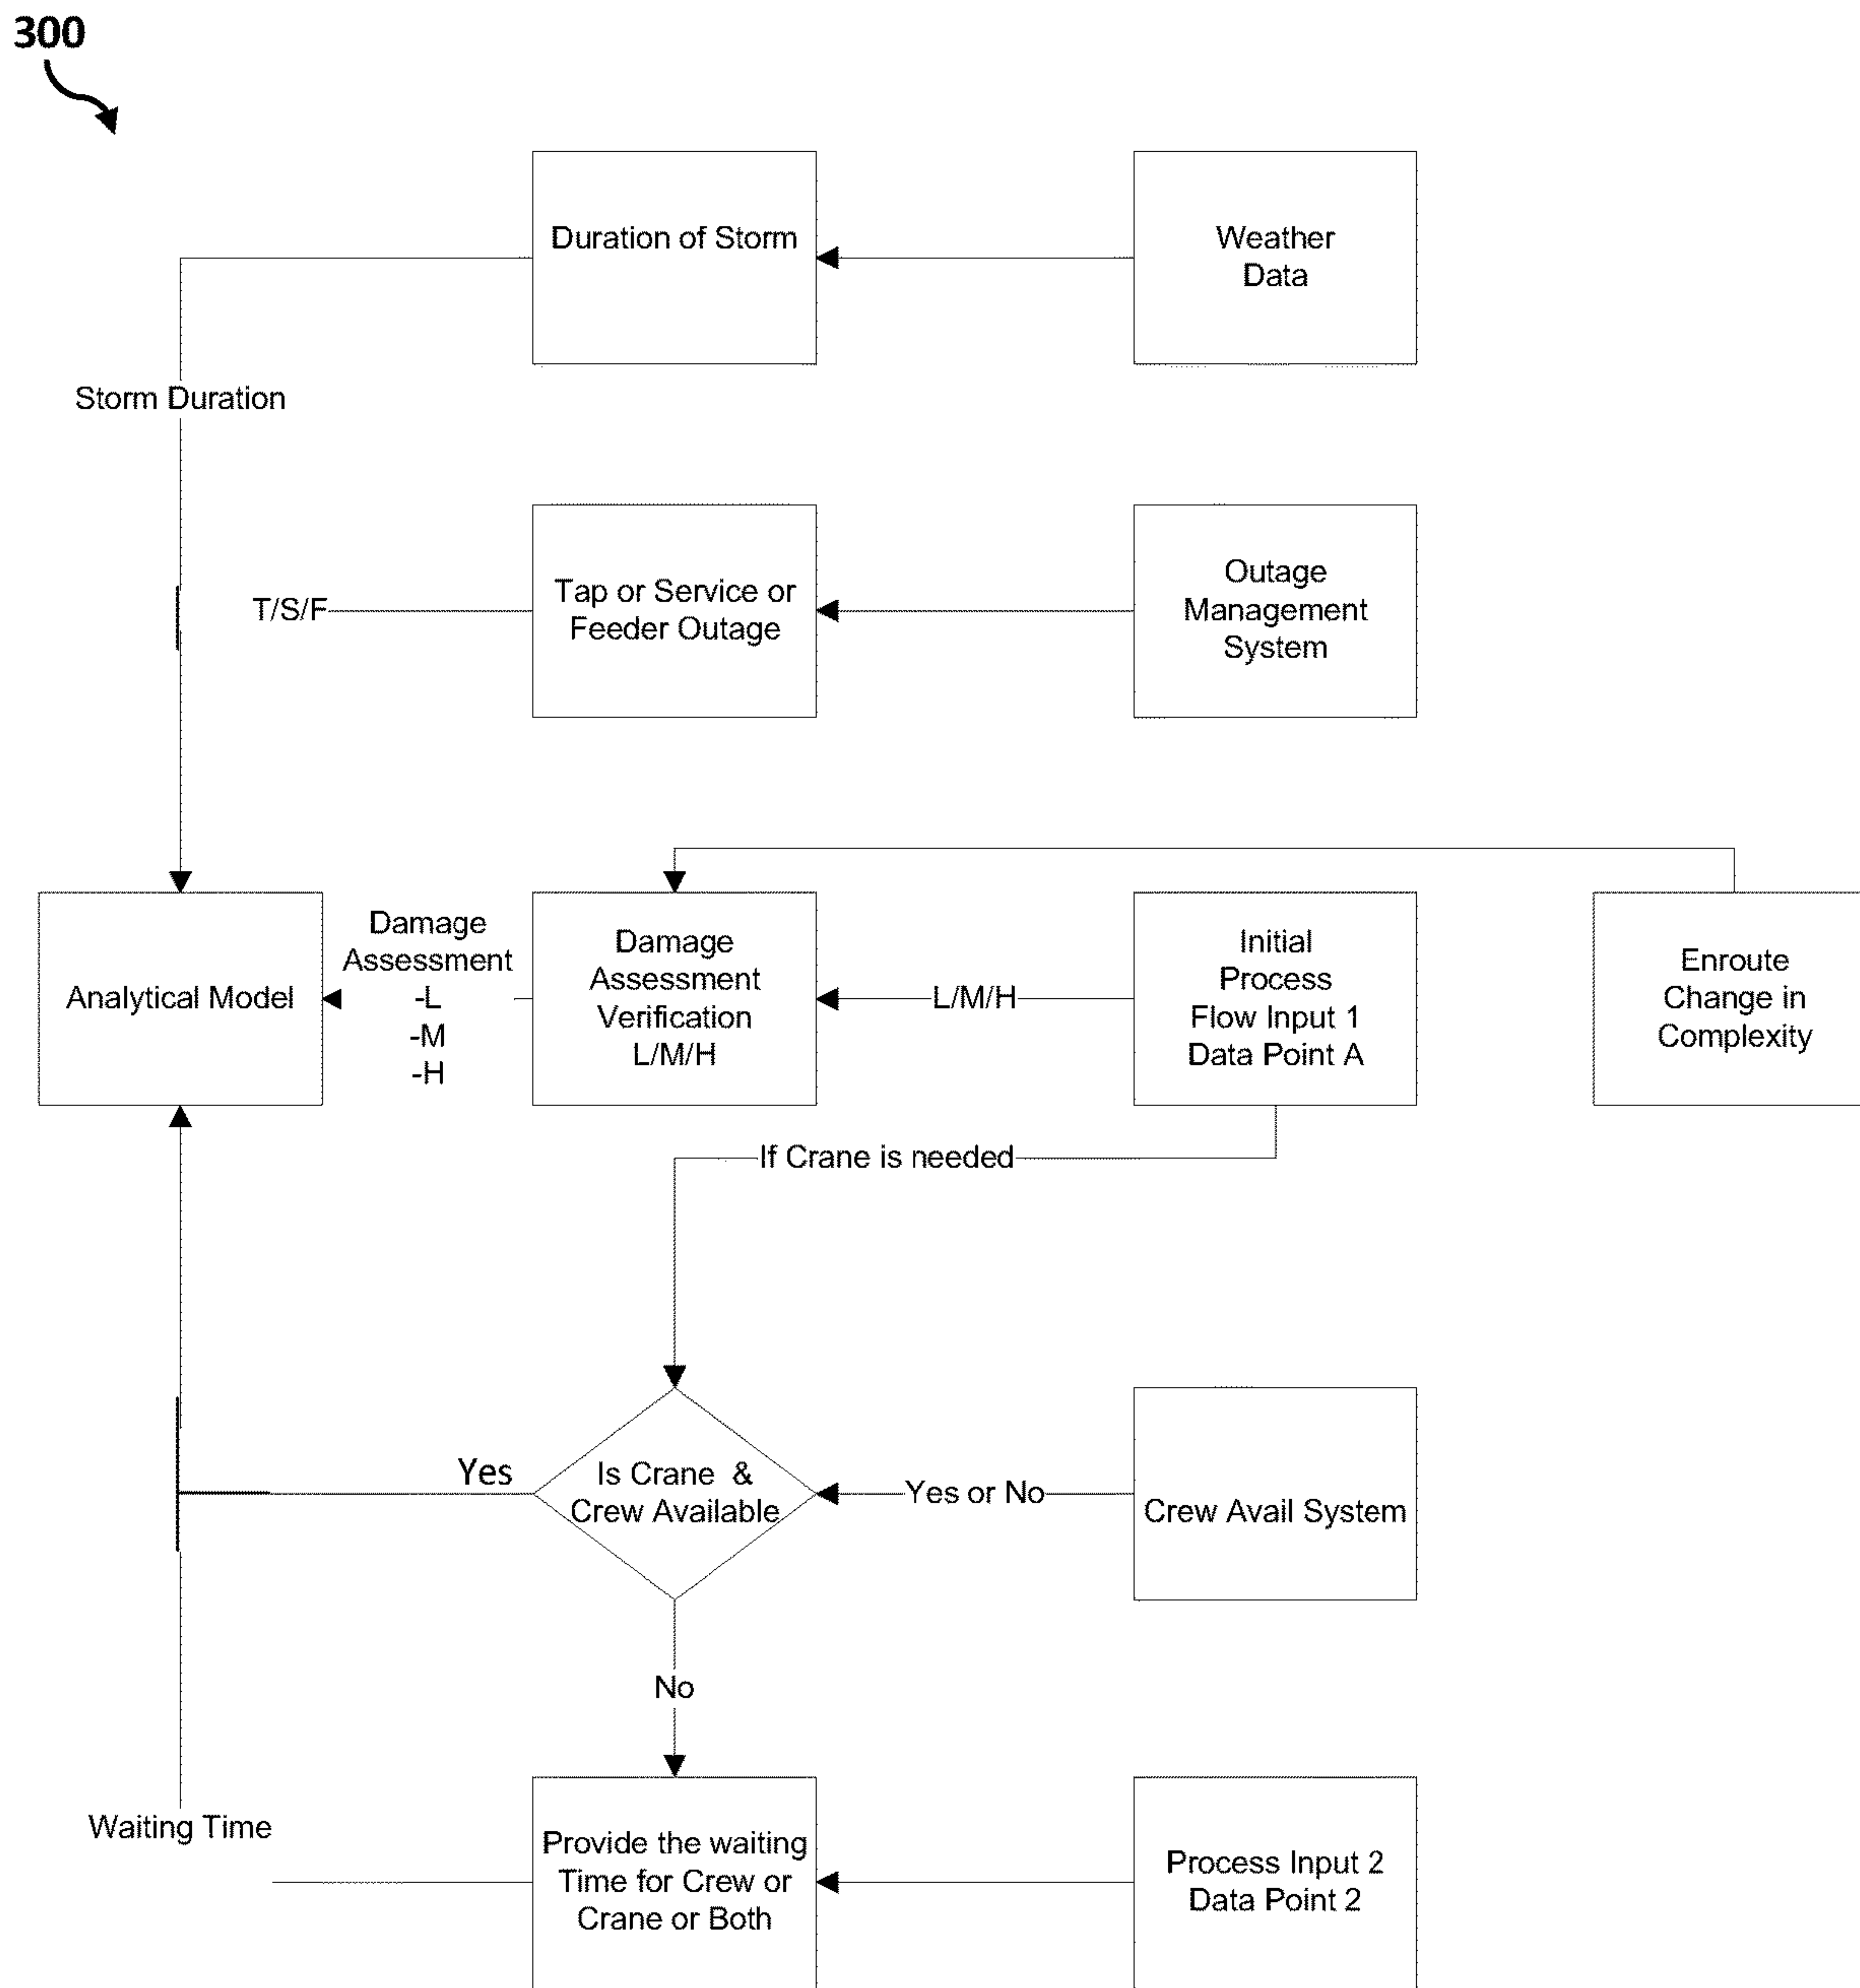 300
Duration of Storm
Weather
Data
Storm Duration
T/S/F
Tap or Service or
Feeder Outage
Outage
Management
System
Analytical Model
Damage
Assessment
-L
-M
-H
Damage
Assessment
Verification
L/M/H
L/M/H
Initial
Process
Flow Input 1
Data Point A
Enroute
Change in
Complexity
If Crane is needed
Yes
Is Crane & 
Crew Available
Yes or No
Crew Avail System
No
Waiting Time
Provide the waiting
Time for Crew or
Crane or Both
Process Input 2
Data Point 2